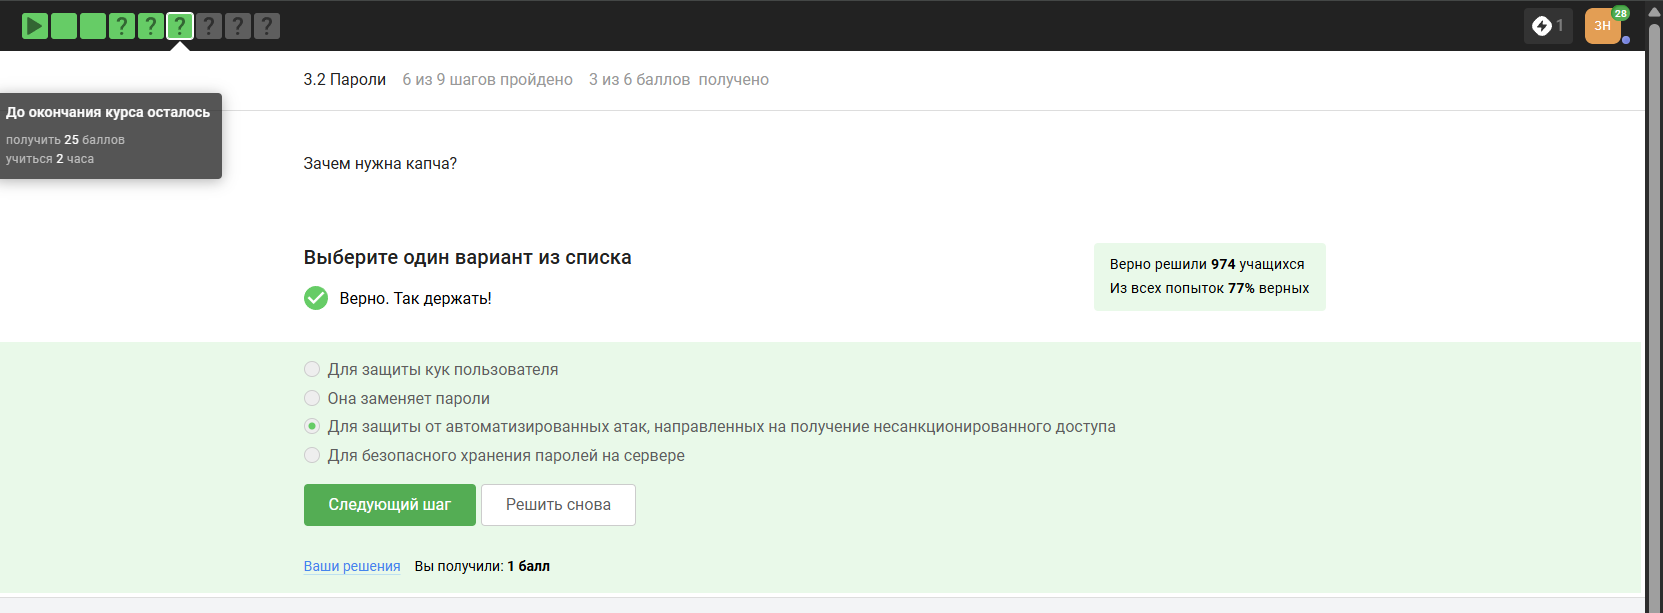 ? ? ? ? ? ?
1
ЗН
28
3.2 Пароли 6 из 9 шагов пройдено 3 из 6 баллов получено
До окончания курса осталось
получить 25 баллов
учиться 2 часа
Зачем нужна капча?
Выберите один вариант из списка
Верно. Так держать!
Верно решили 974 учащихся
Из всех попыток 77% верных
Для защиты кук пользователя
Она заменяет пароли
Для защиты от автоматизированных атак, направленных на получение несанкционированного доступа
Для безопасного хранения паролей на сервере
Следующий шаг
Решить снова
Ваши решения Вы получили: 1 балл